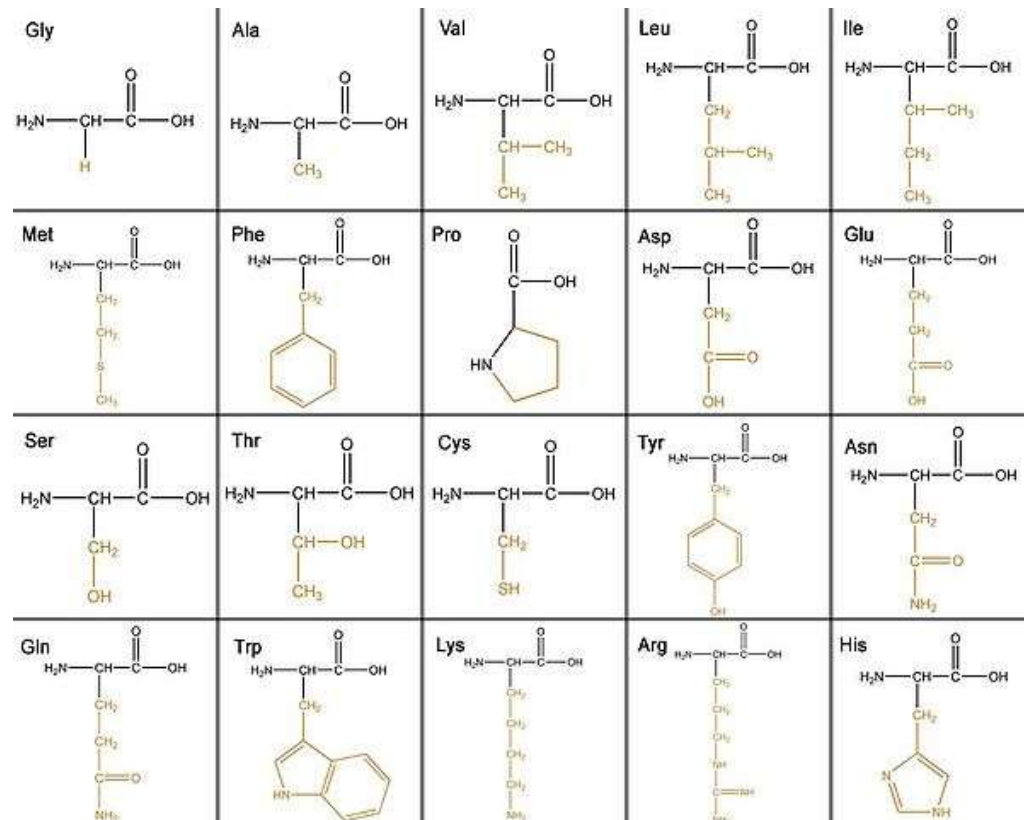 Gly
O
H₂N CH C OH
H
Ala
O
H₂N CH C OH
CH₃
Val
O
H₂N CH C OH
CH CH₃
CH₃
Leu
O
H₂N CH C OH
CH₂
CH CH₃
CH₃
Ile
O
H₂N CH C OH
CH CH₃
CH₂
CH₃
Met
O
H₂N CH C OH
CH₂
CH₂
S
CH₃
Phe
O
H₂N CH C OH
CH₂
Pro
O
C OH
HN
Asp
O
H₂N CH C OH
CH₂
C O
OH
Glu
O
H₂N CH C OH
CH₂
CH₂
C O
OH
Ser
O
H₂N CH C OH
CH₂
OH
Thr
O
H₂N CH C OH
CH OH
CH₃
Cys
O
H₂N CH C OH
CH₂
SH
Tyr
O
H₂N CH C OH
CH₂
OH
Asn
O
H₂N CH C OH
CH₂
C O
NH₂
Gln
O
H₂N CH C OH
CH₂
CH₂
C O
NH₂
Trp
O
H₂N CH C OH
CH₂
HN
Lys
O
H₂N CH C OH
CH₂
CH₂
CH₂
CH₂
NH₂
Arg
O
H₂N CH C OH
CH₂
CH₂
CH₂
NH
C NH
NH₂
His
O
H₂N CH C OH
CH₂
N
NH